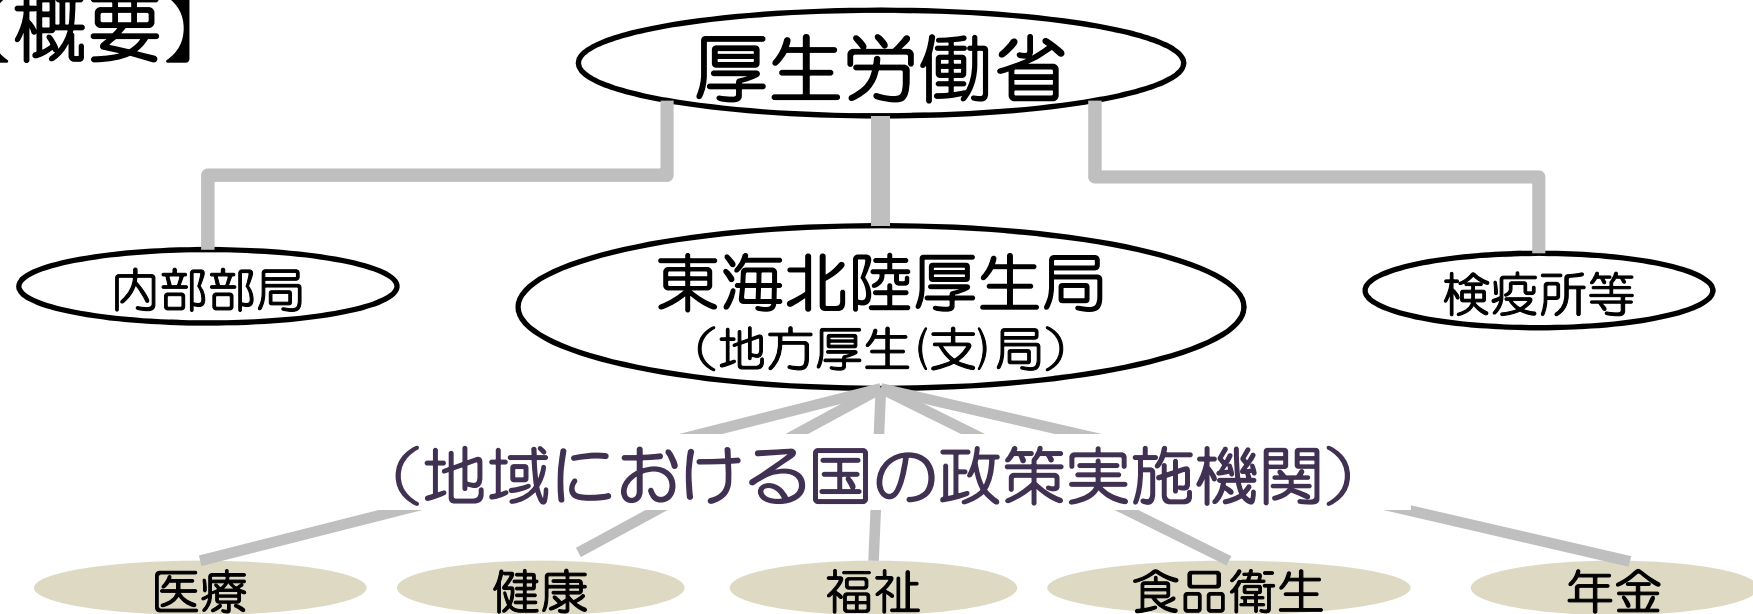 【概要】
厚生労働省
内部部局
東海北陸厚生局
（地方厚生(支)局）
検疫所等
（地域における国の政策実施機関）
医療
健康
福祉
食品衛生
年金